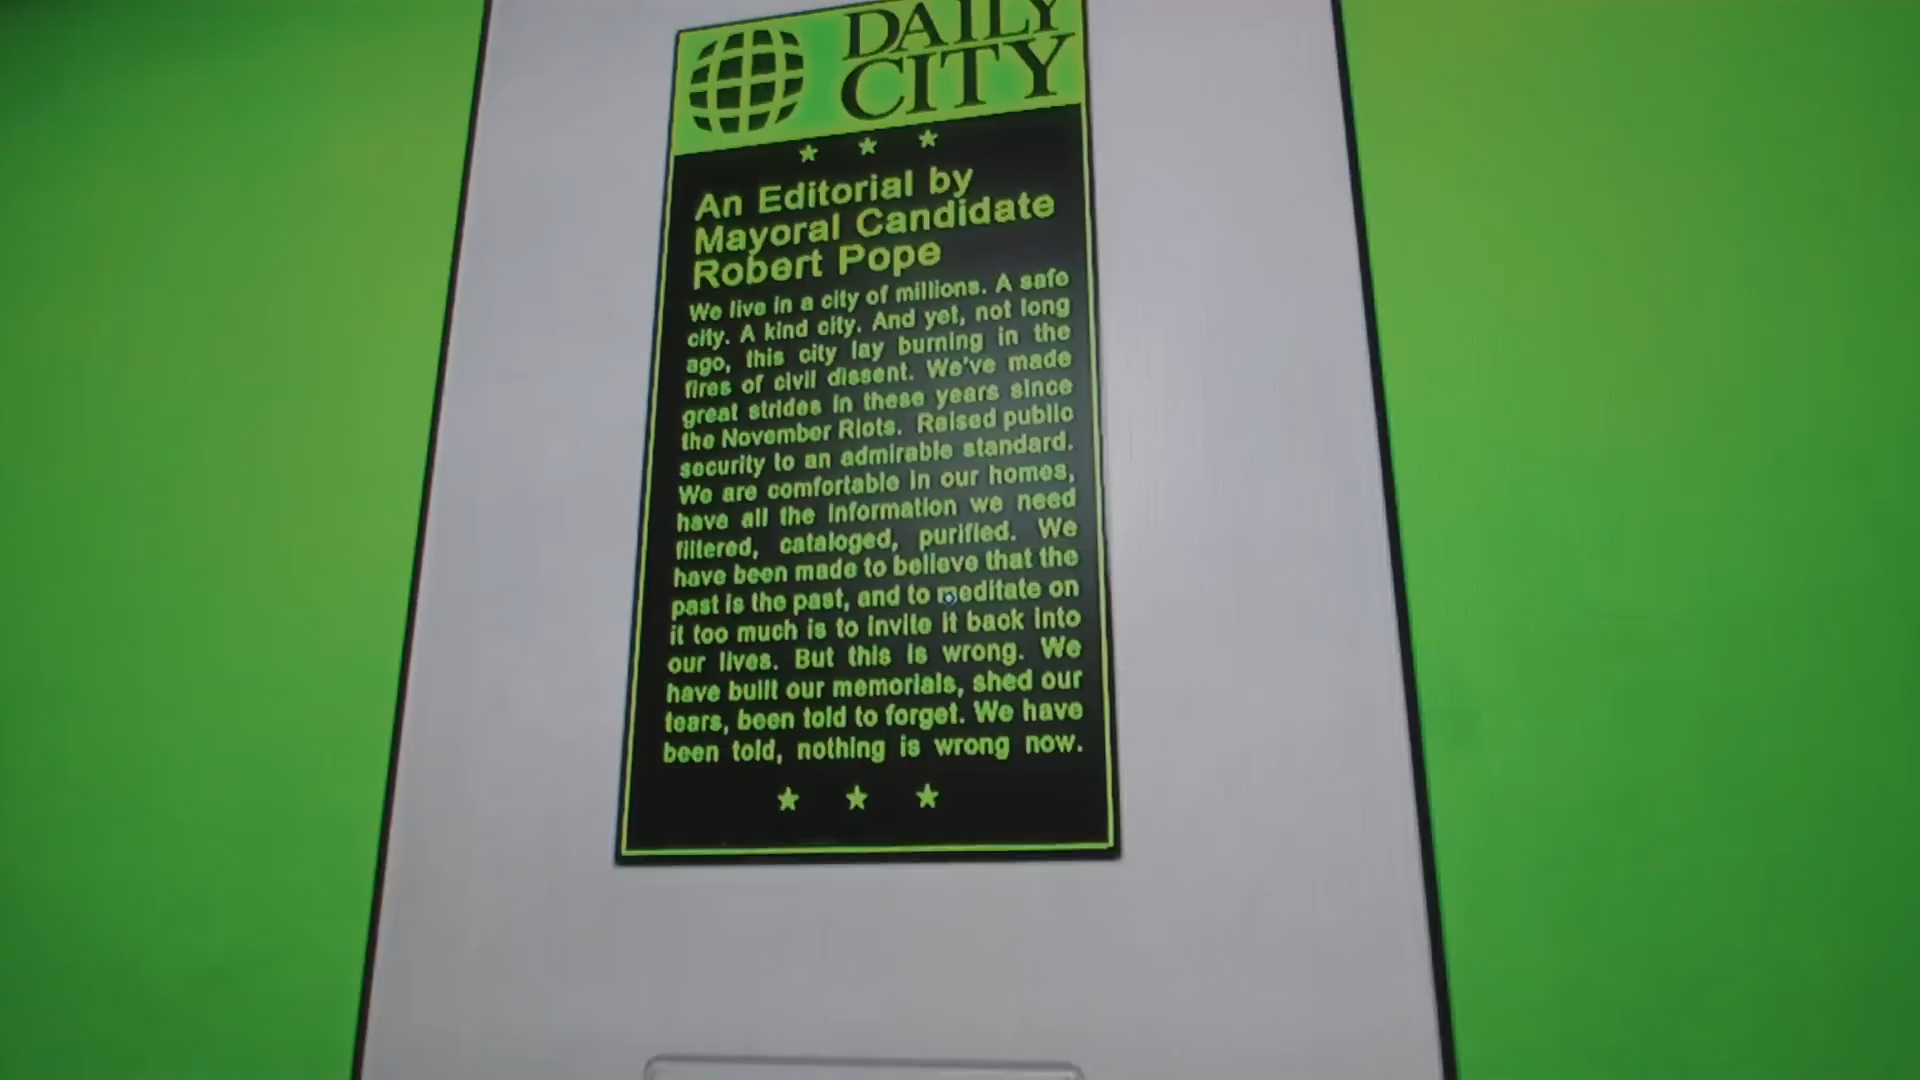 DAILY
CITY
An Editorial by
Mayoral Candidate
Robert Pope
We live in a city of millions. A safe
city. A kind city. And yet, not long
ago, this city lay burning in the
fires of civil dissent. We've made
great strides in these years since
the November Riots. Raised public
security to an admirable standard.
We are comfortable in our homes,
have all the information we need
filtered, cataloged, purified. We
have been made to believe that the
past is the past, and to meditate on
it too much is to invite it back into
our lives. But this is wrong. We
have built our memorials, shed our
tears, been told to forget. We have
been told, nothing is wrong now.